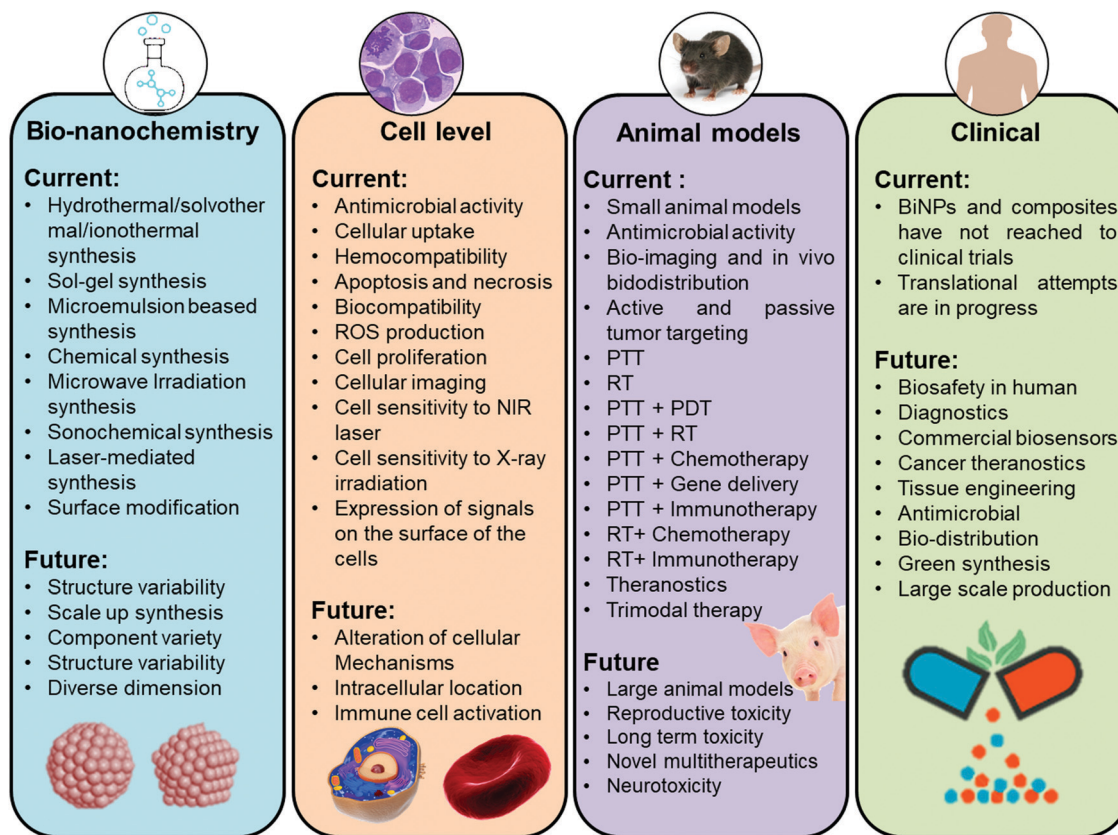 Bio-nanochemistry
Current:
• Hydrothermal/solvother
mal/ionothermal
synthesis
• Sol-gel synthesis
• Microemulsion beased
synthesis
• Chemical synthesis
• Microwave Irradiation
synthesis
• Sonochemical synthesis
• Laser-mediated
synthesis
• Surface modification
Future:
• Structure variability
• Scale up synthesis
• Component variety
• Structure variability
• Diverse dimension
Cell level
Current:
• Antimicrobial activity
• Cellular uptake
• Hemocompatibility
• Apoptosis and necrosis
• Biocompatibility
• ROS production
• Cell proliferation
• Cellular imaging
• Cell sensitivity to NIR
laser
• Cell sensitivity to X-ray
irradiation
• Expression of signals
on the surface of the
cells
Future:
• Alteration of cellular
Mechanisms
• Intracellular location
• Immune cell activation
Animal models
Current :
• Small animal models
• Antimicrobial activity
• Bio-imaging and in vivo
bidodistribution
• Active and passive
tumor targeting
• PTT
• RT
• PTT + PDT
• PTT + RT
• PTT + Chemotherapy
• PTT + Gene delivery
• PTT + Immunotherapy
• RT+ Chemotherapy
• RT+ Immunotherapy
• Theranostics
• Trimodal therapy
Future
• Large animal models
• Reproductive toxicity
• Long term toxicity
• Novel multitherapeutics
• Neurotoxicity
Clinical
Current:
• BiNPs and composites
have not reached to
clinical trials
• Translational attempts
are in progress
Future:
• Biosafety in human
• Diagnostics
• Commercial biosensors
• Cancer theranostics
• Tissue engineering
• Antimicrobial
• Bio-distribution
• Green synthesis
• Large scale production